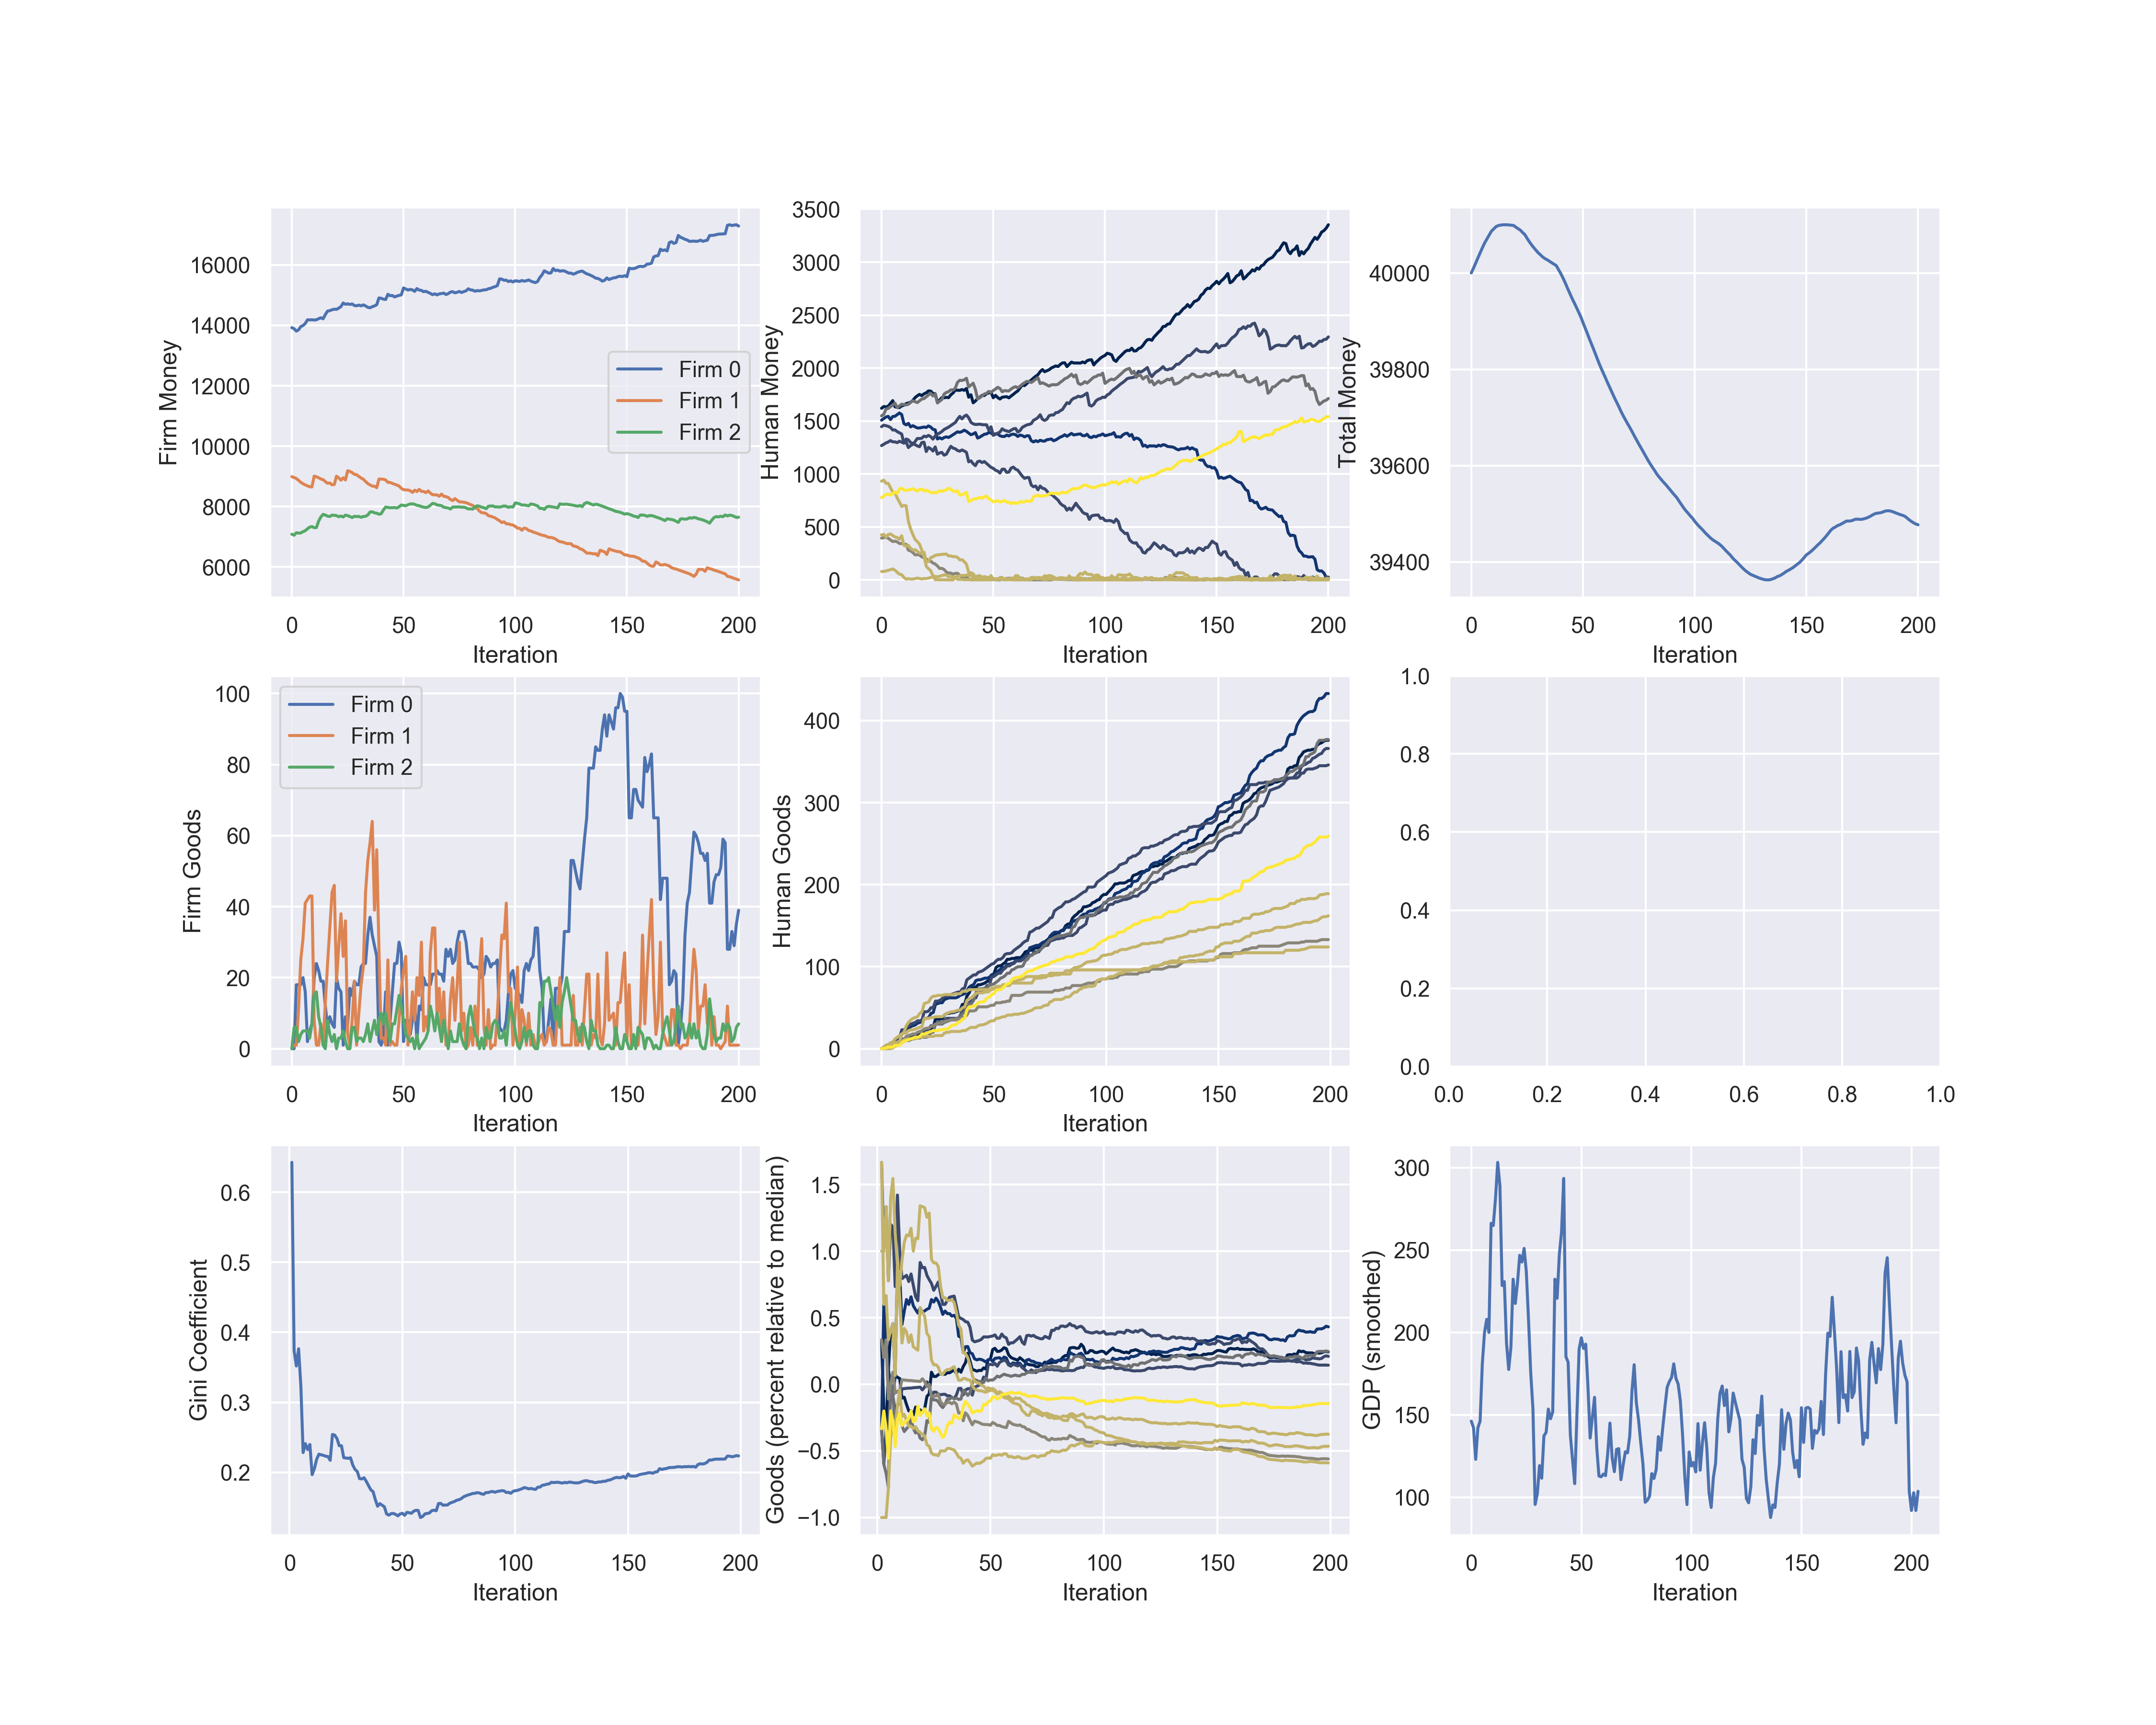 Firm Money
16000
14000
12000
10000
8000
6000
Firm 0
Firm 1
Firm 2
0 50 100 150 200
Iteration
Human Money
3500
3000
2500
2000
1500
1000
500
0
0 50 100 150 200
Iteration
Total Money
40000
39800
39600
39400
0 50 100 150 200
Iteration
Firm Goods
100
80
60
40
20
0
Firm 0
Firm 1
Firm 2
0 50 100 150 200
Iteration
Human Goods
400
300
200
100
0
0 50 100 150 200
Iteration
1.0
0.8
0.6
0.4
0.2
0.0
0.0 0.2 0.4 0.6 0.8 1.0
Gini Coefficient
0.6
0.5
0.4
0.3
0.2
0 50 100 150 200
Iteration
Goods (percent relative to median)
1.5
1.0
0.5
0.0
−0.5
−1.0
0 50 100 150 200
Iteration
GDP (smoothed)
300
250
200
150
100
0 50 100 150 200
Iteration